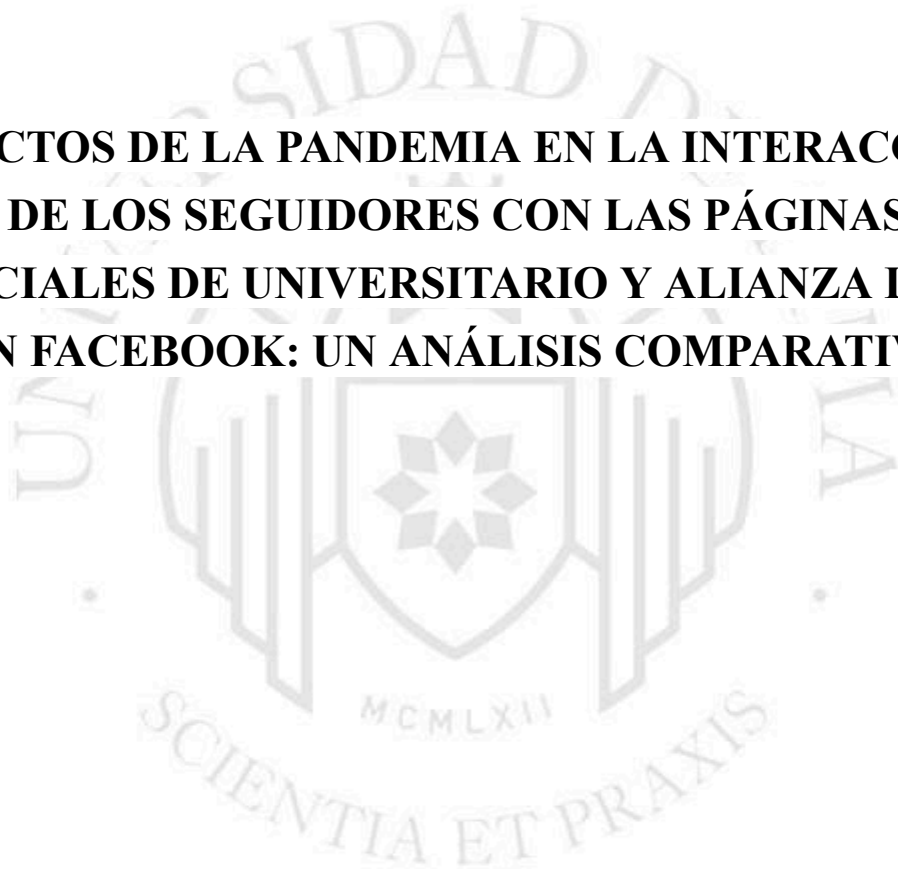 CTOS DE LA PANDEMIA EN LA INTERACC
DE LOS SEGUIDORES CON LAS PÁGINAS
CIALES DE UNIVERSITARIO Y ALIANZA
N FACEBOOK: UN ANÁLISIS COMPARATIV
MCMLXII
SCIENTIA ET PRAXIS